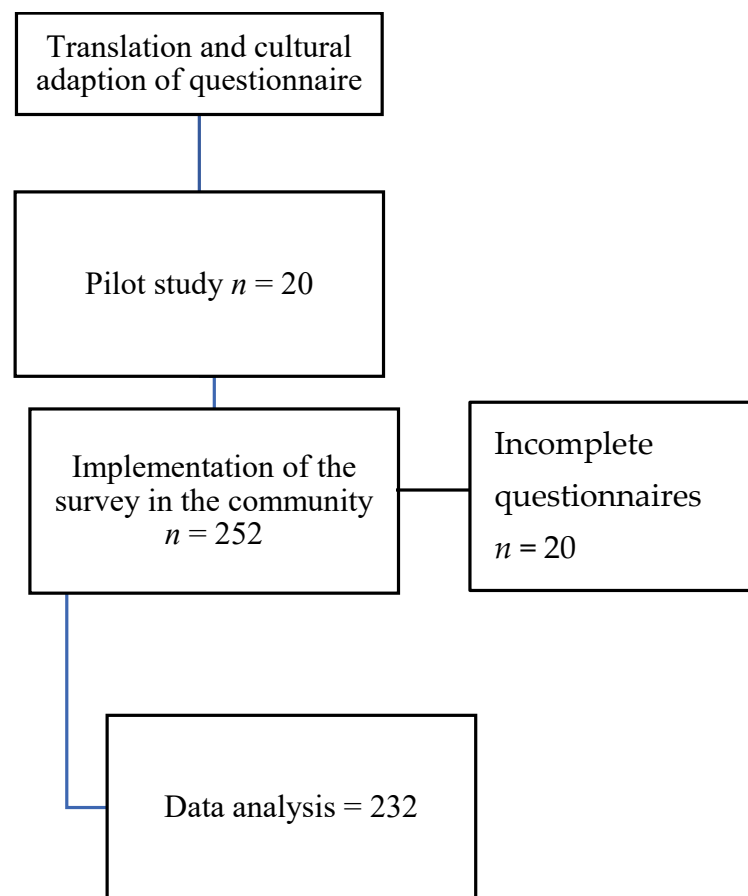 Translation and cultural
adaption of questionnaire
Pilot study n = 20
Implementation of the
survey in the community
n = 252
Incomplete
questionnaires
n = 20
Data analysis = 232